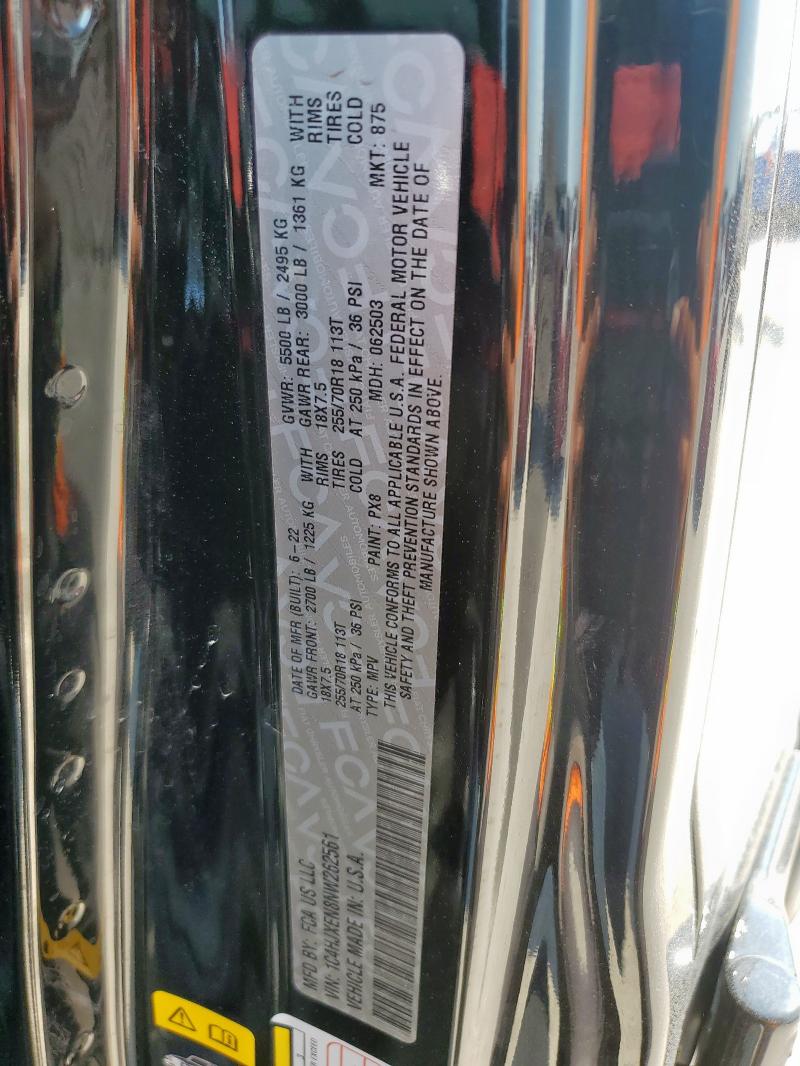 MFD BY: FCA US LLC
DATE OF MFR (BUILT): 6-22
GVWR: 5500 LB / 2495 KG
VIN: 1C4HJXEN8NW262561
GAWR FRONT: 2700 LB / 1225 KG WITH
GAWR REAR: 3000 LB / 1361 KG WITH
VEHICLE MADE IN: U.S.A.
18X7.5 RIMS
18X7.5 RIMS
255/70R18 113T TIRES
255/70R18 113T TIRES
AT 250 kPa / 36 PSI COLD
AT 250 kPa / 36 PSI COLD
TYPE: MPV PAINT: PX8 MDH: 062503 MKT: 875
THIS VEHICLE CONFORMS TO ALL APPLICABLE U.S.A. FEDERAL MOTOR VEHICLE
SAFETY AND THEFT PREVENTION STANDARDS IN EFFECT ON THE DATE OF
MANUFACTURE SHOWN ABOVE.